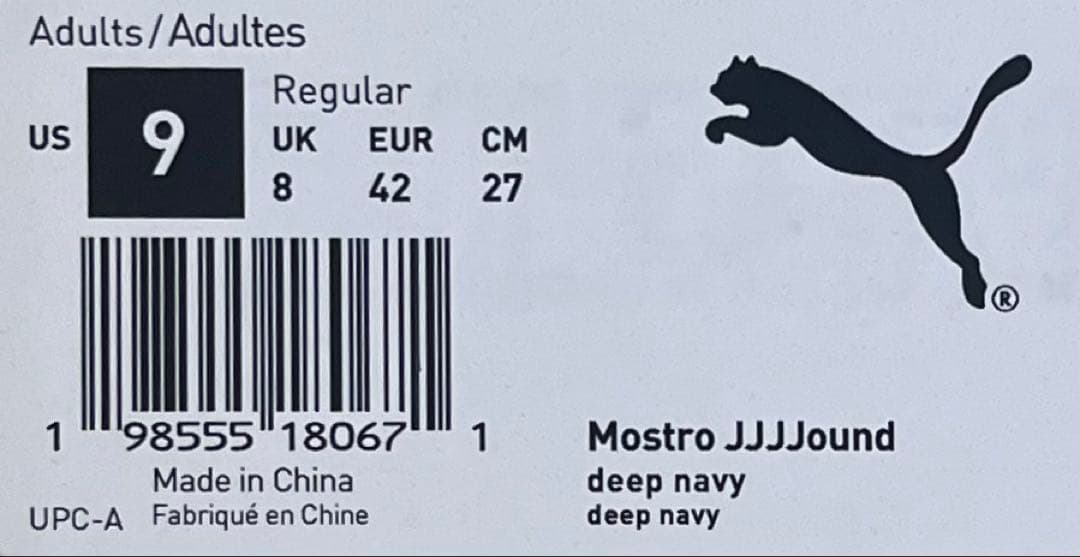 Adults/Adultes
US 9
Regular
UK EUR CM
8 42 27
1 98555 18067 1
Made in China
UPC-A Fabriqué en Chine
®
Mostro JJJJound
deep navy
deep navy